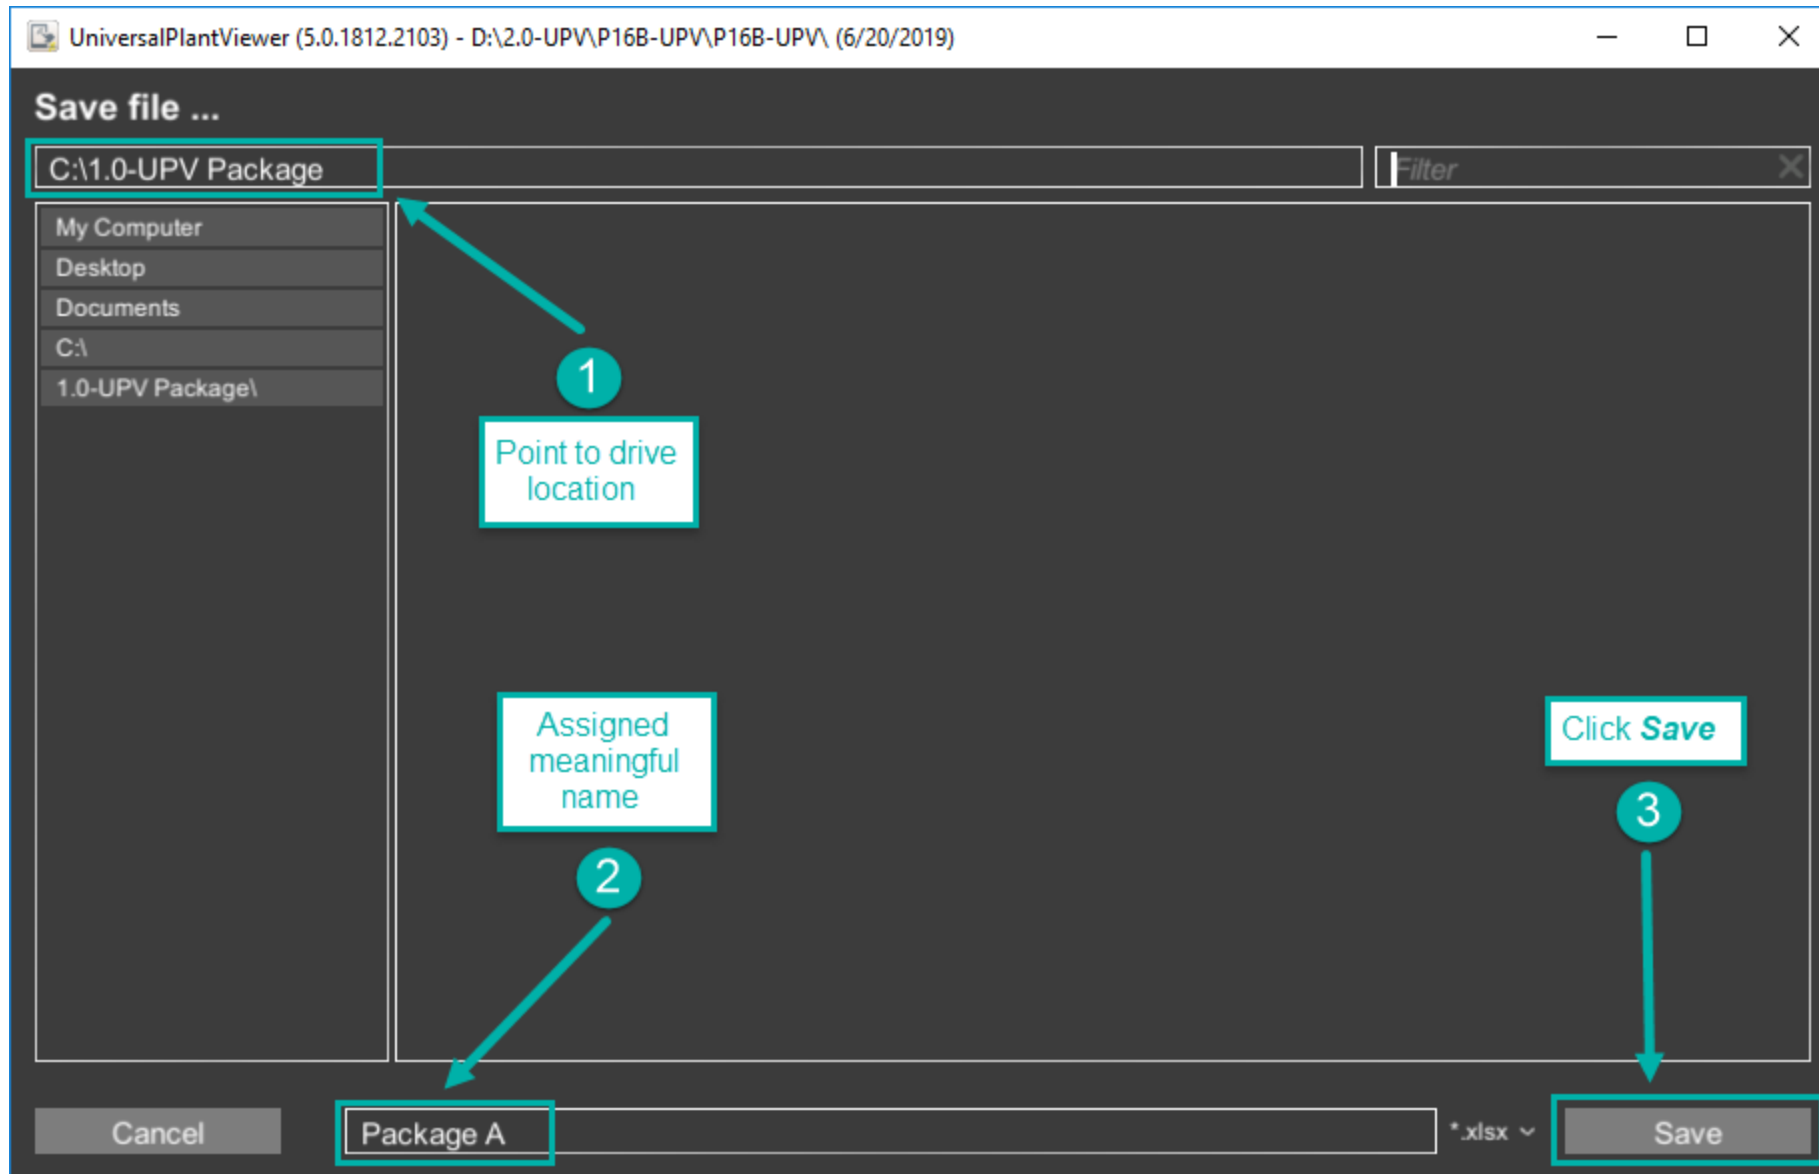 UniversalPlantViewer (5.0.1812.2103) - D:\2.0-UPV\P16B-UPV\P16B-UPV\ (6/20/2019)
Save file ...
C:\1.0-UPV Package
Filter
My Computer
Desktop
Documents
C:\
1.0-UPV Package\
1
Point to drive
location
Assigned
meaningful
name
2
Click Save
3
Cancel
Package A
*.xlsx
Save